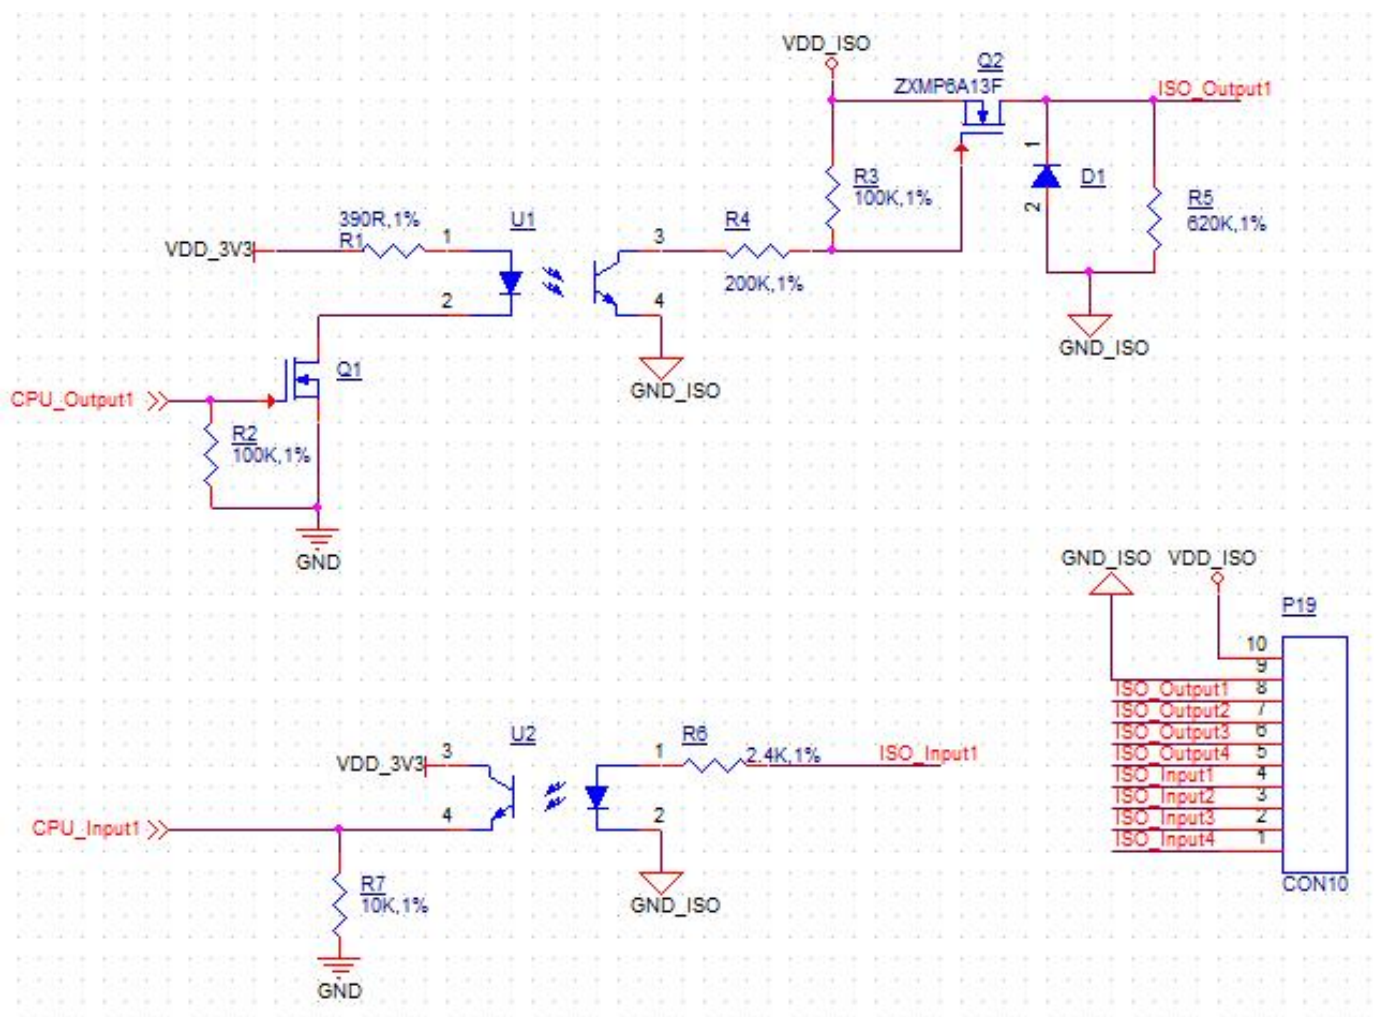 VDD_ISO
Q2
ZXMP6A13F
ISO_Output1
1
2
D1
R3
100K,1%
R5
620K,1%
390R,1%
R1
VDD_3V3
1
U1
2
3
4
R4
200K,1%
GND_ISO
GND_ISO
CPU_Output1
Q1
R2
100K,1%
GND
GND_ISO
VDD_ISO
P19
10
9
ISO_Output1 8
ISO_Output2 7
ISO_Output3 6
ISO_Output4 5
ISO_Input1 4
ISO_Input2 3
ISO_Input3 2
ISO_Input4 1
CON10
VDD_3V3
3
U2
4
1
R6
2.4K,1%
ISO_Input1
2
CPU_Input1
R7
10K,1%
GND_ISO
GND